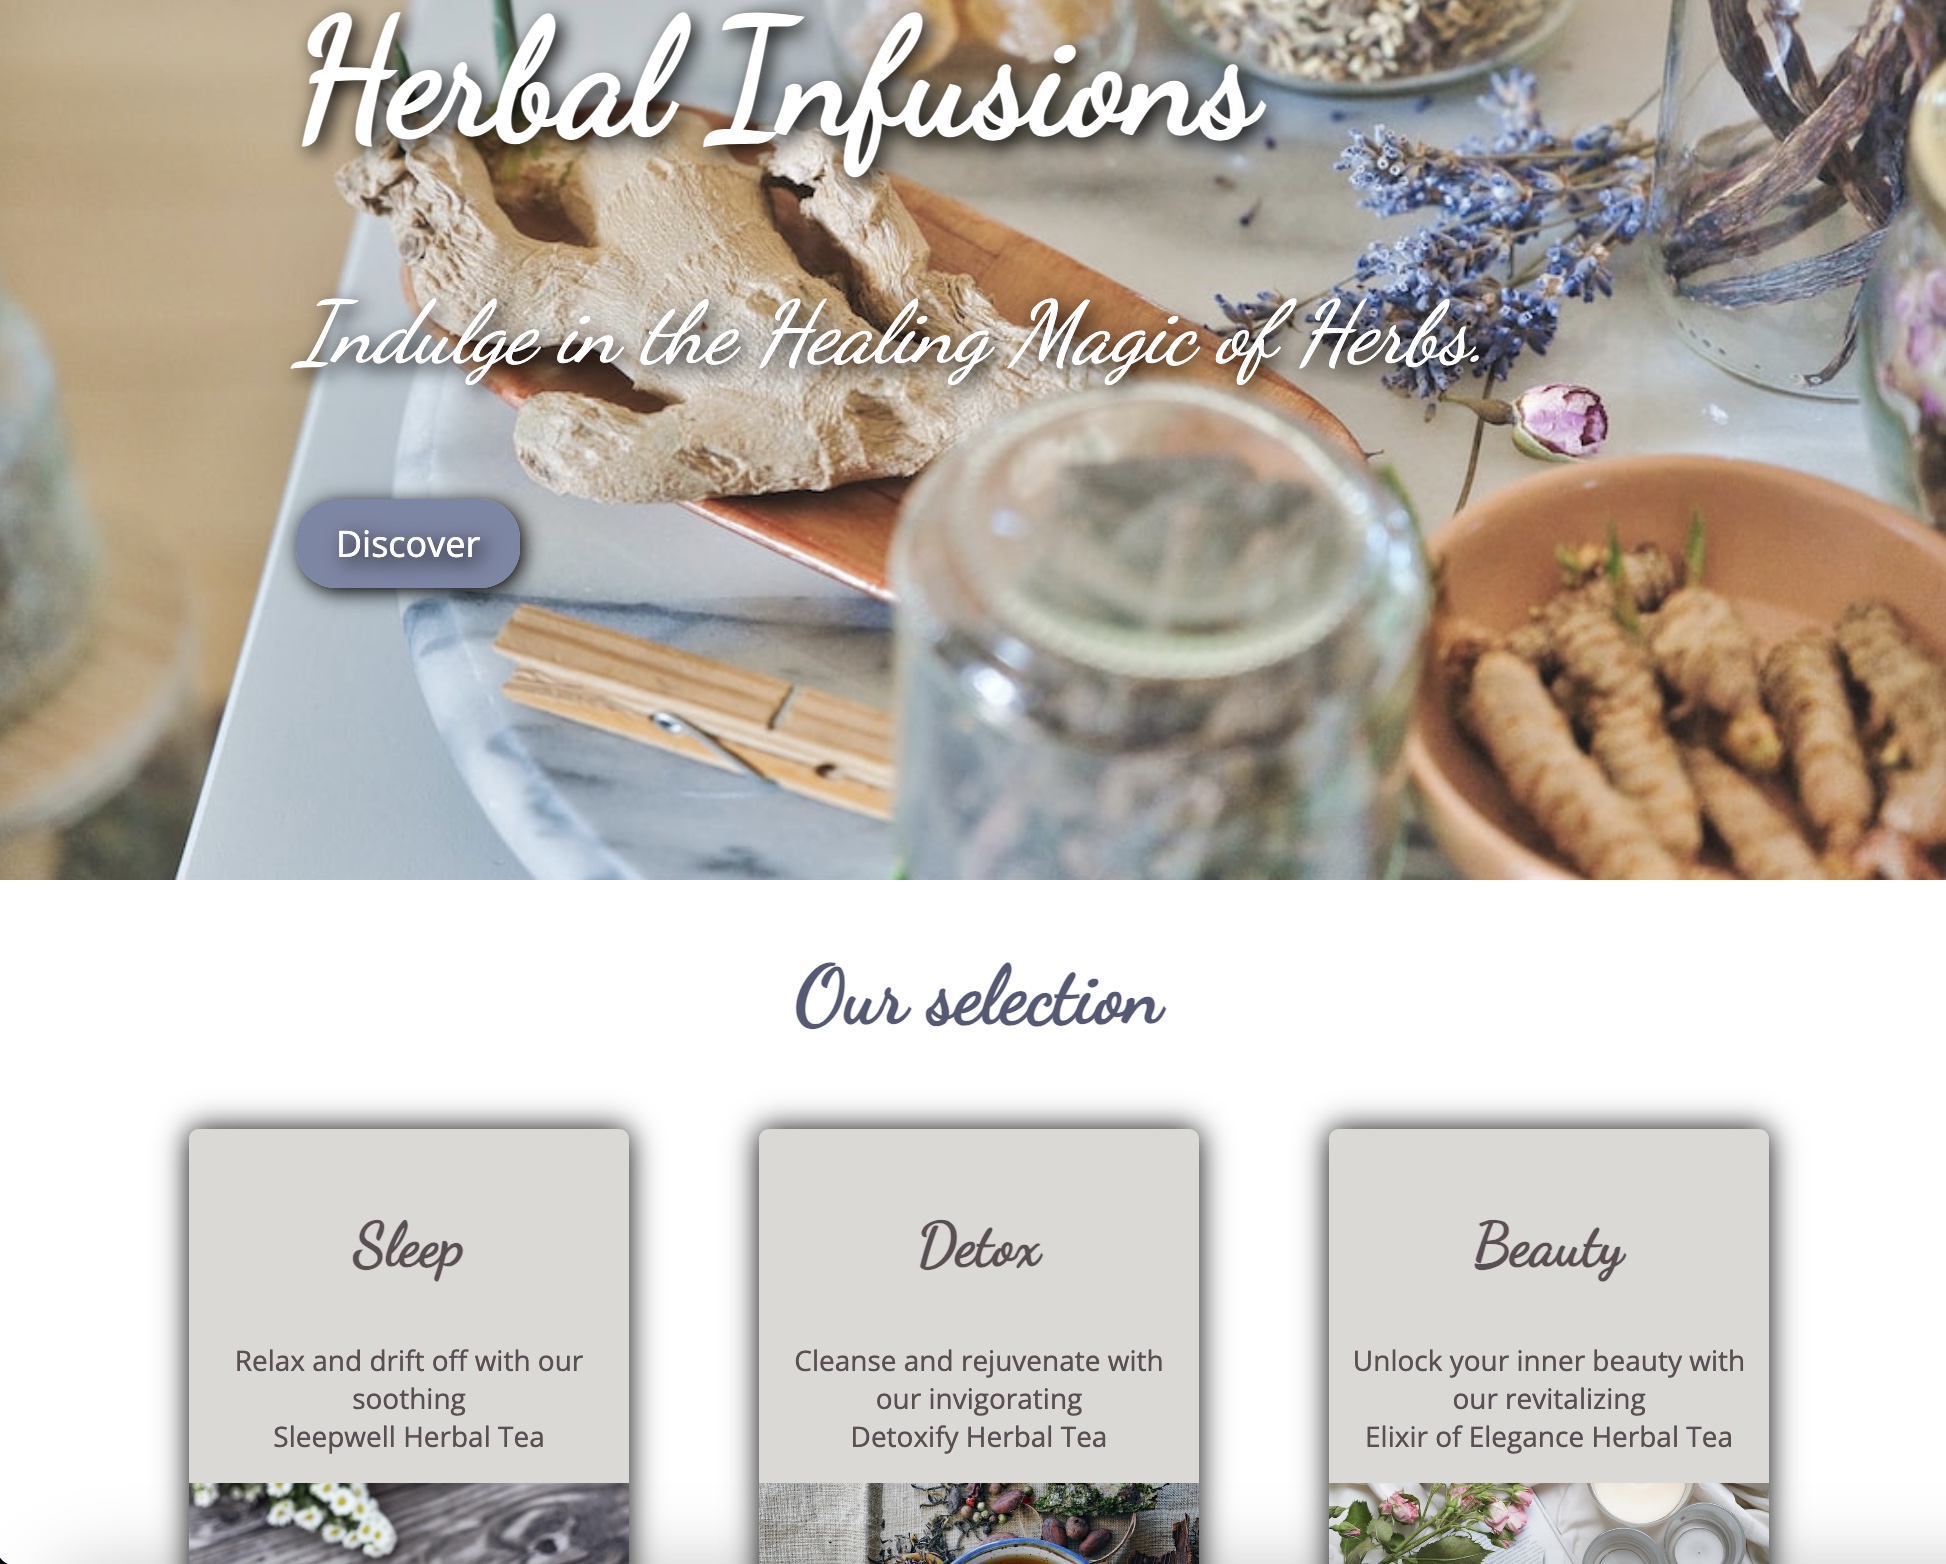 Herbal Infusions
Indulge in the Healing Magic of Herbs.
Discover
Our selection
Sleep
Relax and drift off with our
soothing
Sleepwell Herbal Tea
Detox
Cleanse and rejuvenate with
our invigorating
Detoxify Herbal Tea
Beauty
Unlock your inner beauty with
our revitalizing
Elixir of Elegance Herbal Tea